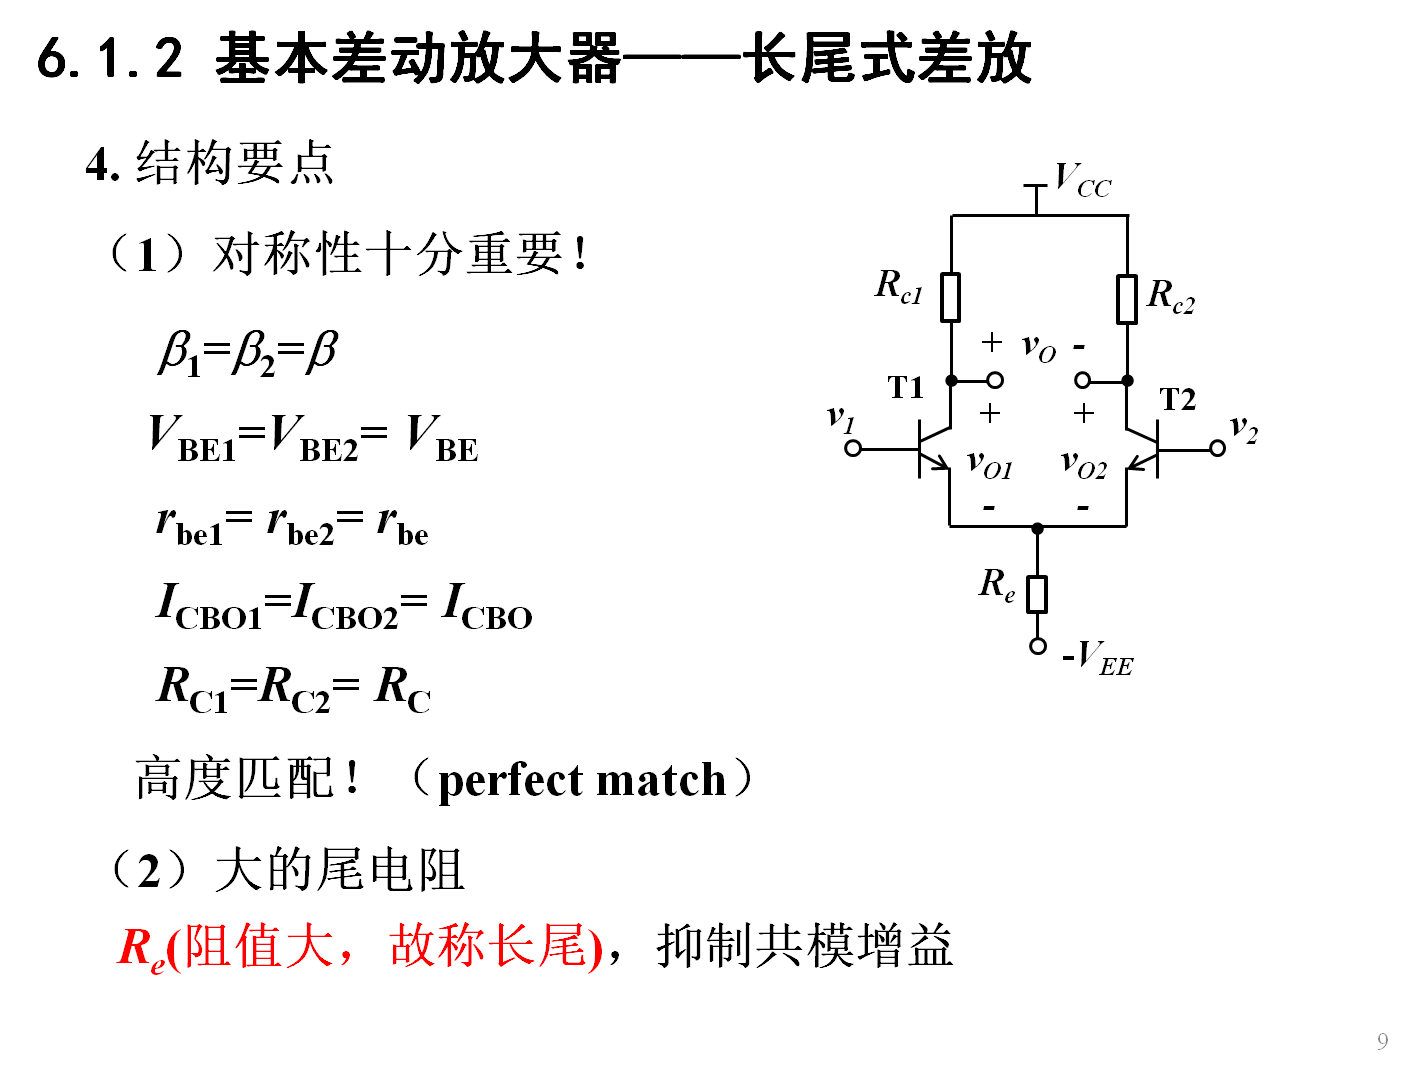 6.1.2 基本差动放大器——长尾式差放
4. 结构要点
（1）对称性十分重要！
β1=β2=β
VBE1=VBE2= VBE
rbe1= rbe2= rbe
ICBO1=ICBO2= ICBO
RC1=RC2= RC
高度匹配！（perfect match）
（2）大的尾电阻
Re(阻值大，故称长尾)，抑制共模增益
VCC
Rc1
Rc2
+ vO -
T1
T2
v1
v2
+ +
vO1 vO2
- -
Re
-VEE
9